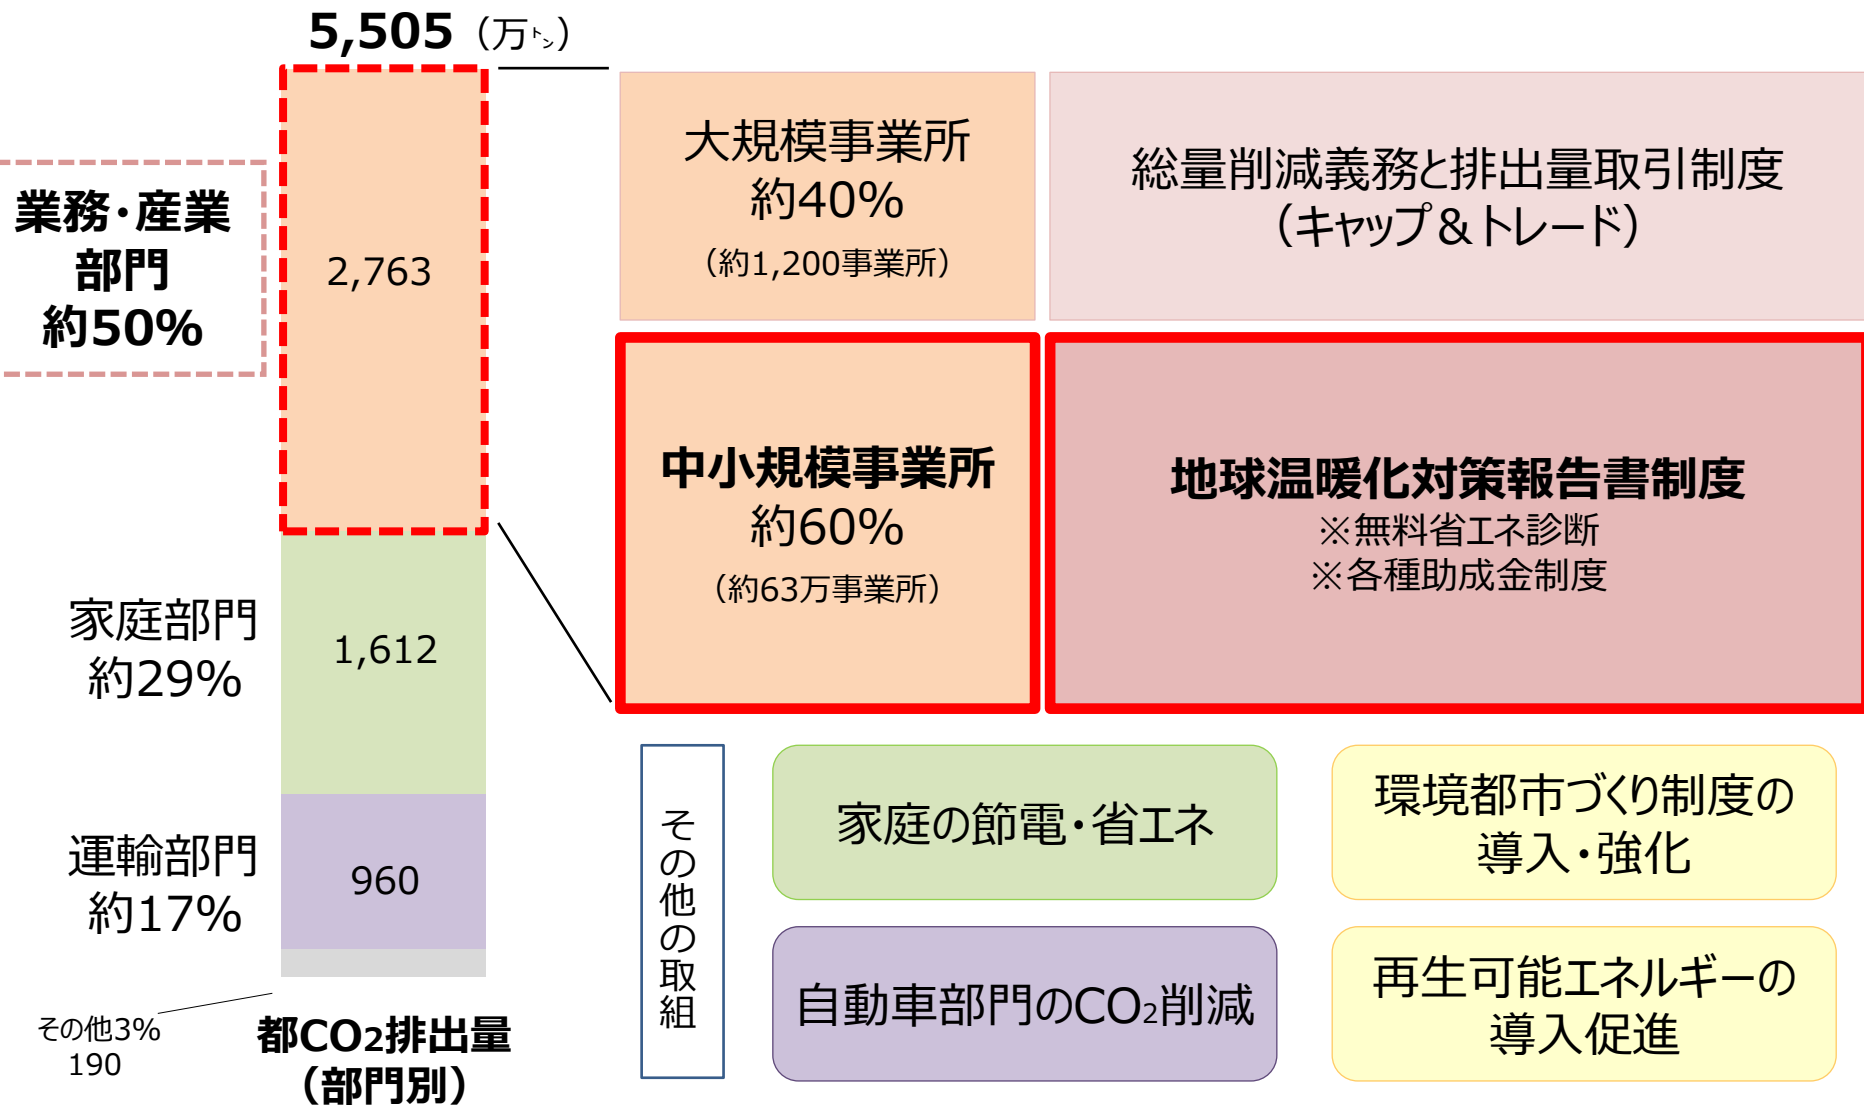 5,505（万㌧）
業務・産業
部門
約50%
2,763
家庭部門
約29%
1,612
運輸部門
約17%
960
その他3%
190
都CO₂排出量
（部門別）
大規模事業所
約40%
（約1,200事業所）
総量削減義務と排出量取引制度
（キャップ＆トレード）
中小規模事業所
約60%
（約63万事業所）
地球温暖化対策報告書制度
※無料省エネ診断
※各種助成金制度
その他の取組
家庭の節電・省エネ
環境都市づくり制度の
導入・強化
自動車部門のCO₂削減
再生可能エネルギーの
導入促進